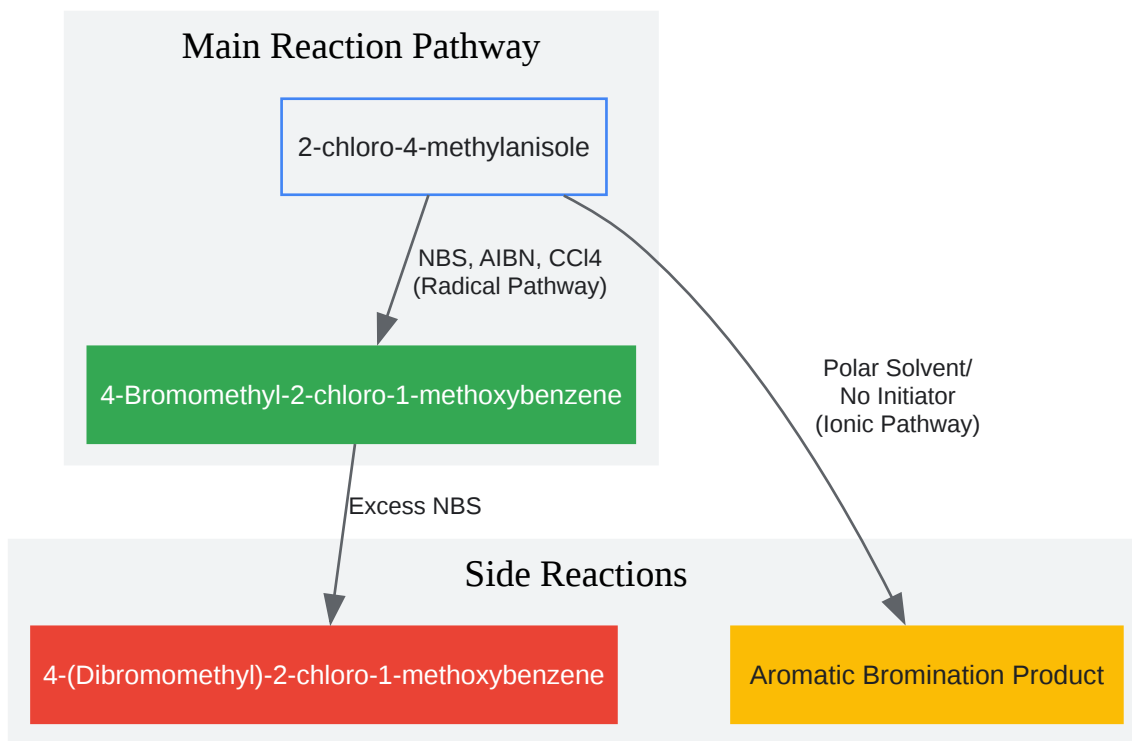 Main Reaction Pathway
2-chloro-4-methylanisole
NBS, AIBN, CCl4
(Radical Pathway)
4-Bromomethyl-2-chloro-1-methoxybenzene
Polar Solvent/
No Initiator
(Ionic Pathway)
Excess NBS
Side Reactions
4-(Dibromomethyl)-2-chloro-1-methoxybenzene
Aromatic Bromination Product